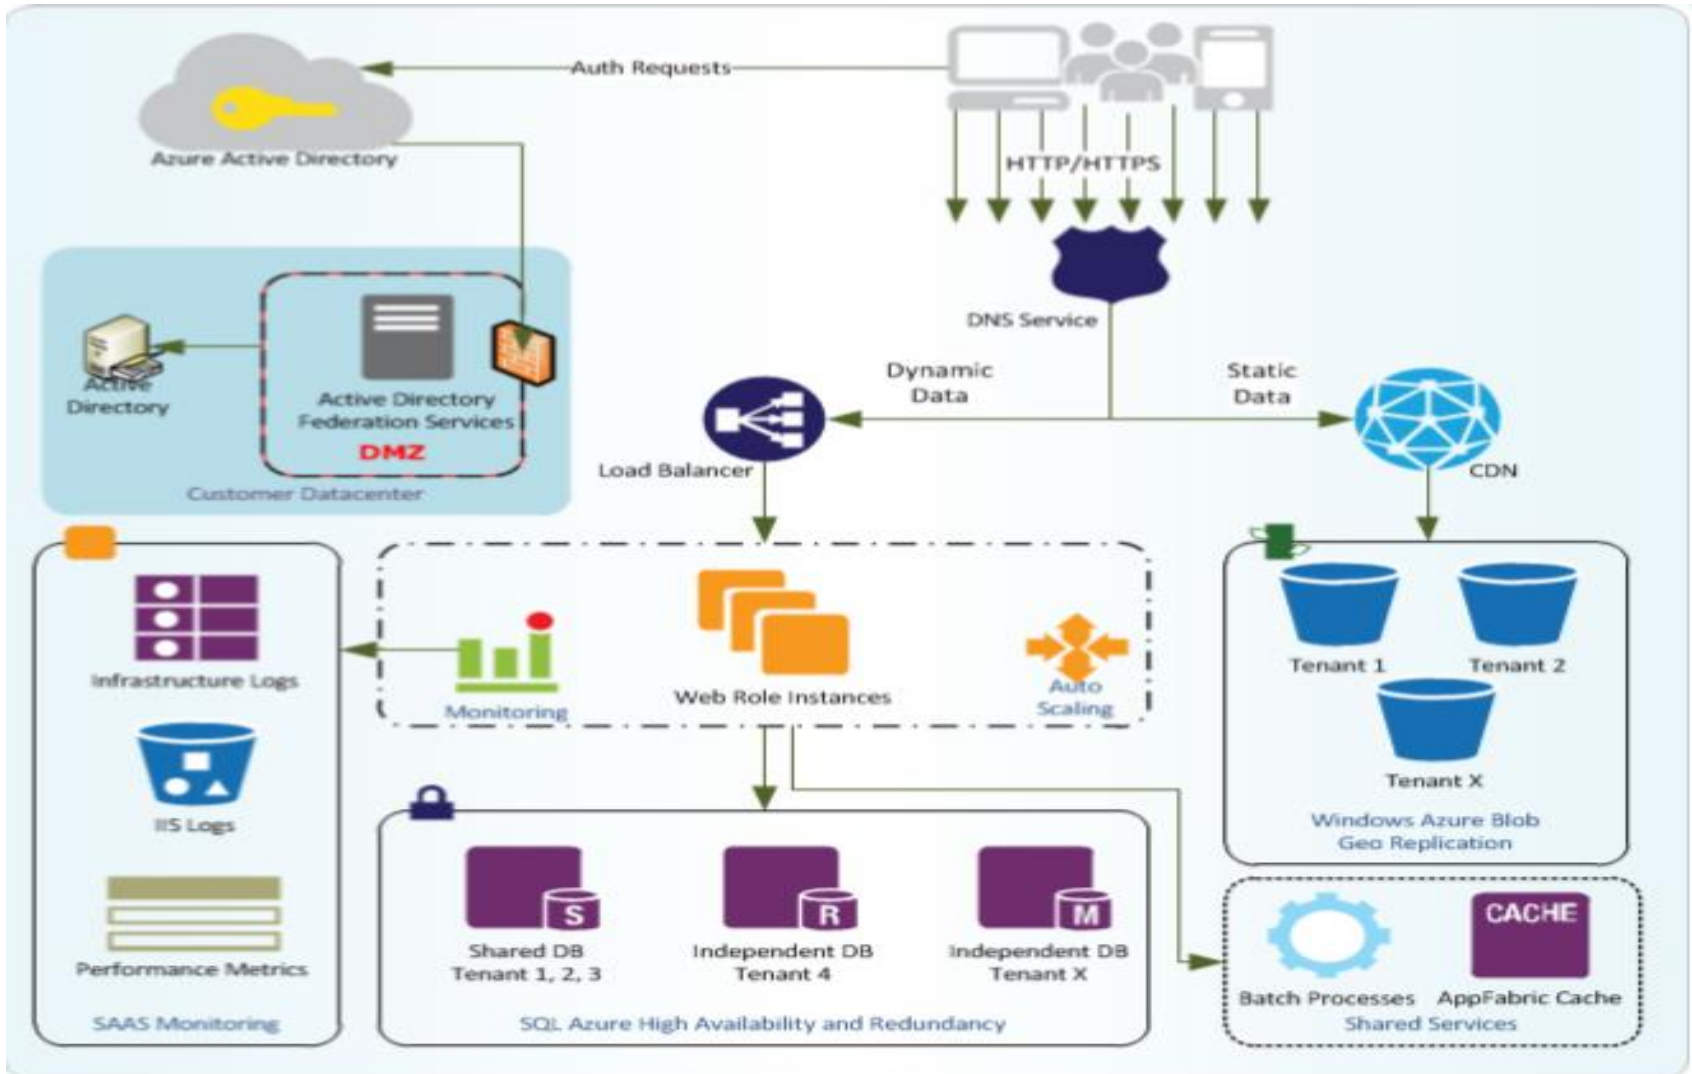 Auth Requests
Azure Active Directory
HTTP/HTTPS
DNS Service
Dynamic
Data
Static
Data
Active
Directory
Active Directory
Federation Services
DMZ
Customer Datacenter
Load Balancer
CDN
Infrastructure Logs
IIS Logs
Performance Metrics
SAAS Monitoring
Monitoring
Web Role Instances
Auto
Scaling
Tenant 1
Tenant 2
Tenant X
Windows Azure Blob
Geo Replication
S
R
M
Shared DB
Tenant 1, 2, 3
Independent DB
Tenant 4
Independent DB
Tenant X
SQL Azure High Availability and Redundancy
CACHE
Batch Processes
AppFabric Cache
Shared Services